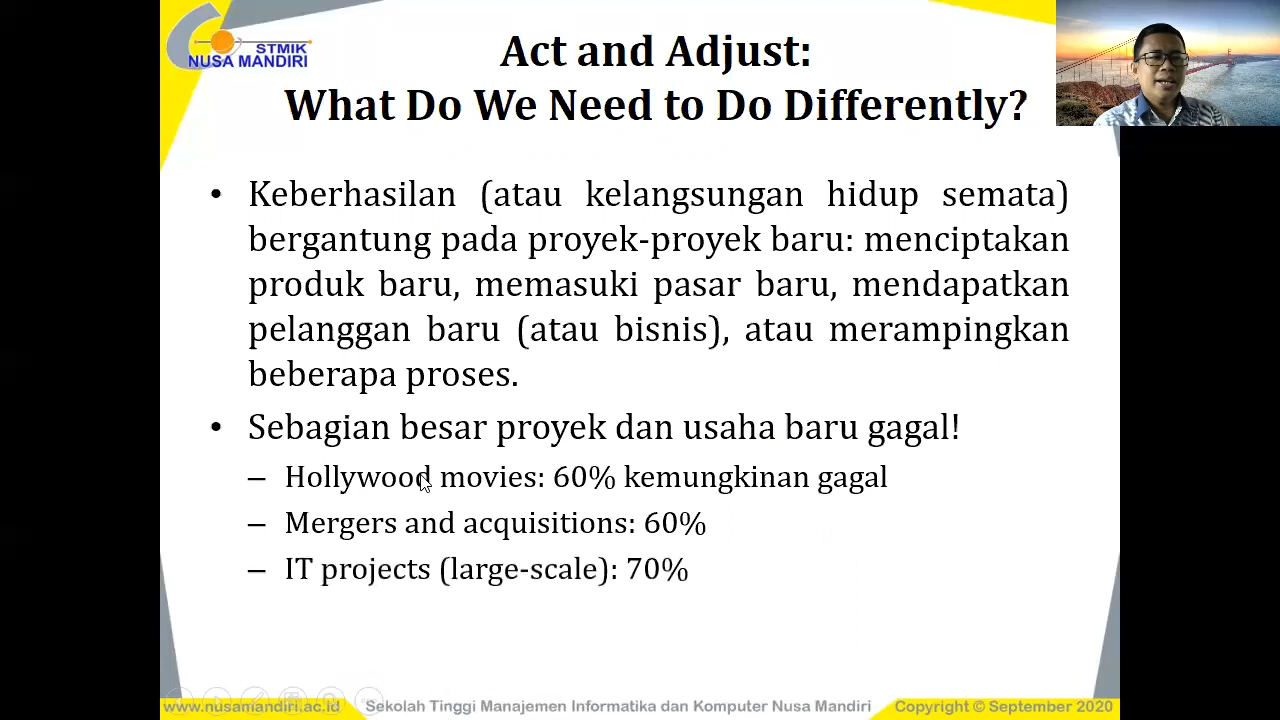 STMIK
NUSA MANDIRI
Act and Adjust:
What Do We Need to Do Differently?
• Keberhasilan (atau kelangsungan hidup semata)
bergantung pada proyek-proyek baru: menciptakan
produk baru, memasuki pasar baru, mendapatkan
pelanggan baru (atau bisnis), atau merampingkan
beberapa proses.
• Sebagian besar proyek dan usaha baru gagal!
– Hollywood movies: 60% kemungkinan gagal
– Mergers and acquisitions: 60%
– IT projects (large-scale): 70%
www.nusamandiri.ac.id Sekolah Tinggi Manajemen Informatika dan Komputer Nusa Mandiri Copyright © September 2020